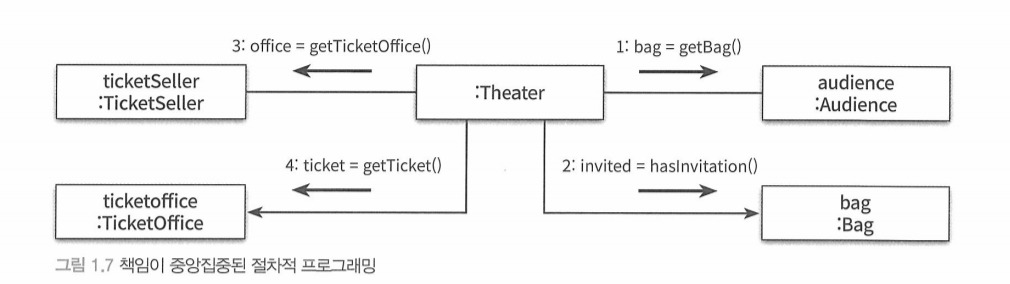 3: office = getTicketOffice()
1: bag = getBag()
ticketSeller
:TicketSeller
:Theater
audience
:Audience
4: ticket = getTicket()
2: invited = hasInvitation()
ticketoffice
:TicketOffice
bag
:Bag
그림 1.7 책임이 중앙집중된 절차적 프로그래밍